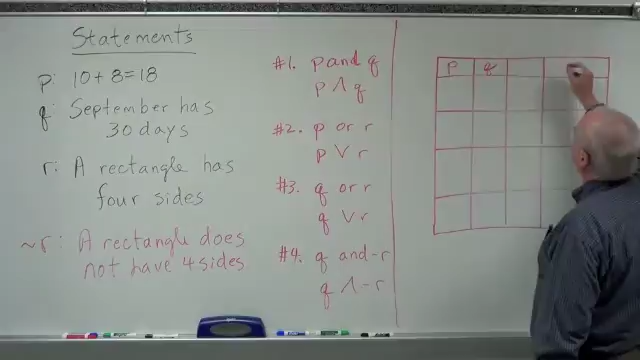 Statements
p: 10 + 8 = 18
q: September has
30 days
r: A rectangle has
four sides
~r: A rectangle does
not have 4 sides
#1. p and q
p ∧ q
#2. p or r
p ∨ r
#3. q or r
q ∨ r
#4. q and ~r
q ∧ ~r
p q